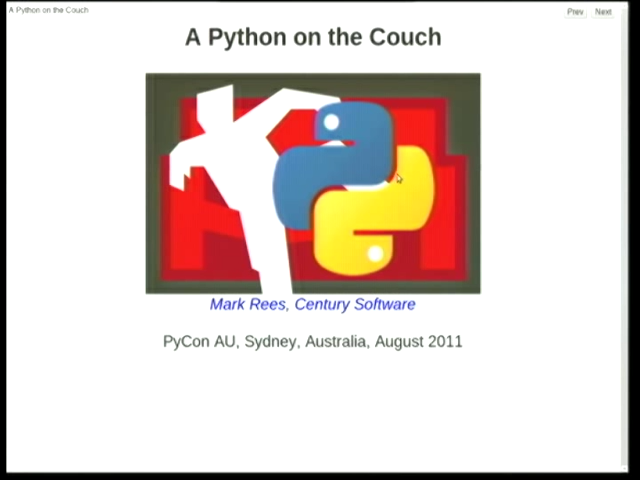 A Python on the Couch
Prev Next
A Python on the Couch
Mark Rees, Century Software
PyCon AU, Sydney, Australia, August 2011